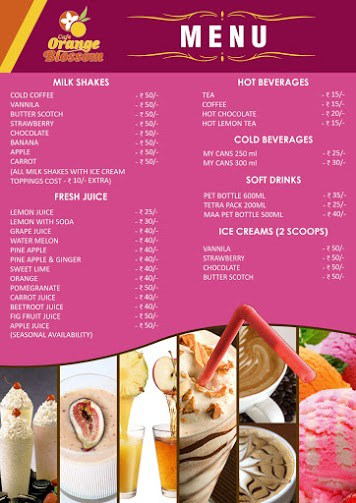 Cafe
Orange
Blossom
MENU
MILK SHAKES
COLD COFFEE - ₹ 50/-
VANNILA - ₹ 50/-
BUTTER SCOTCH - ₹ 50/-
STRAWBERRY - ₹ 50/-
CHOCOLATE - ₹ 50/-
BANANA - ₹ 50/-
APPLE - ₹ 50/-
CARROT - ₹ 50/-
(ALL MILK SHAKES WITH ICE CREAM
TOPPINGS COST - ₹ 10/- EXTRA)
FRESH JUICE
LEMON JUICE - ₹ 25/-
LEMON WITH SODA - ₹ 30/-
GRAPE JUICE - ₹ 40/-
WATER MELON - ₹ 40/-
PINE APPLE - ₹ 40/-
PINE APPLE & GINGER - ₹ 40/-
SWEET LIME - ₹ 40/-
ORANGE - ₹ 40/-
POMEGRANATE - ₹ 50/-
CARROT JUICE - ₹ 40/-
BEETROOT JUICE - ₹ 40/-
FIG FRUIT JUICE - ₹ 50/-
APPLE JUICE - ₹ 50/-
(SEASONAL AVAILABILITY)
HOT BEVERAGES
TEA - ₹ 15/-
COFFEE - ₹ 15/-
HOT CHOCOLATE - ₹ 20/-
HOT LEMON TEA - ₹ 15/-
COLD BEVERAGES
MY CANS 250 ml - ₹ 25/-
MY CANS 300 ml - ₹ 30/-
SOFT DRINKS
PET BOTTLE 600ML - ₹ 35/-
TETRA PACK 200ML - ₹ 25/-
MAA PET BOTTLE 500ML - ₹ 40/-
ICE CREAMS (2 SCOOPS)
VANNILA - ₹ 50/-
STRAWBERRY - ₹ 50/-
CHOCOLATE - ₹ 50/-
BUTTER SCOTCH - ₹ 50/-